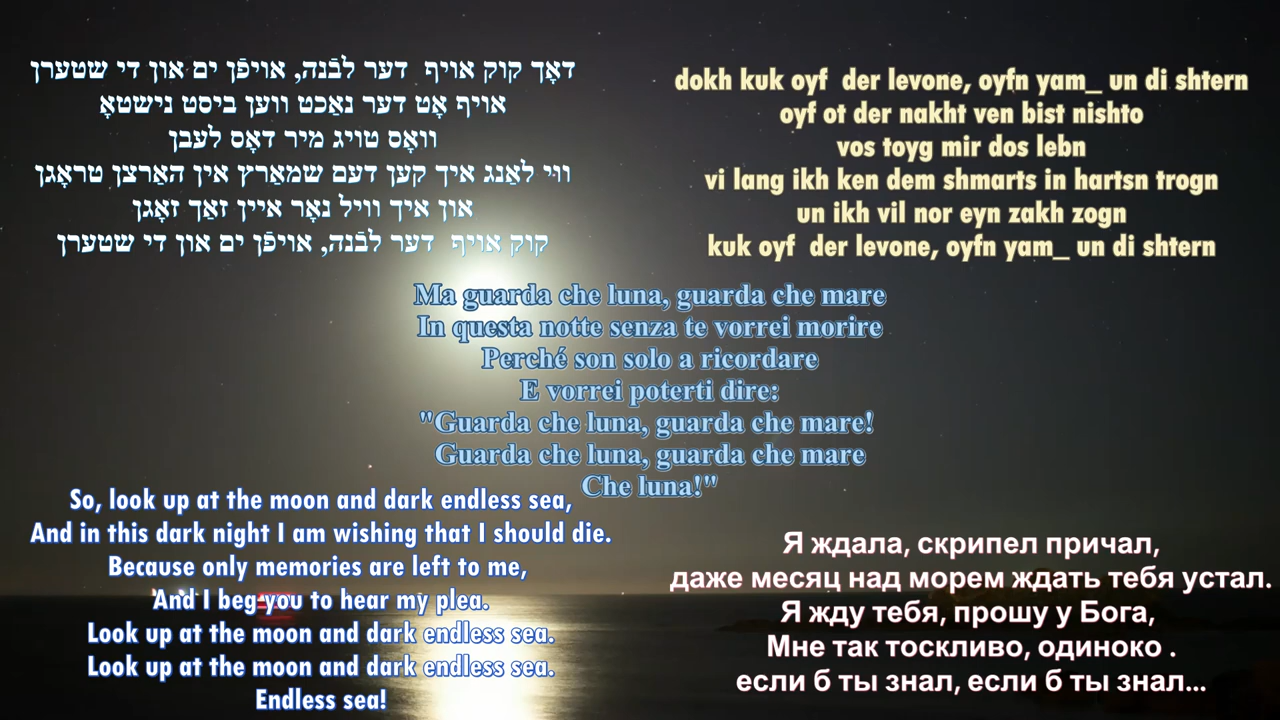 דאָך קוק אויף  דער לבֿנה, אויפֿן ים און די שטערן
אויף אָט דער נאַכט ווען ביסט נישטאָ
וואָס טויג מיר דאָס לעבן
ווי לאַנג איך קען דעם שמאַרץ אין האַרצן טראָגן
און איך וויל נאָר איין זאַך זאָגן
קוק אויף  דער לבֿנה, אויפֿן ים און די שטערן
dokh kuk oyf  der levone, oyfn yam_ un di shtern
oyf ot der nakht ven bist nishto
vos toyg mir dos lebn
vi lang ikh ken dem shmarts in hartsn trogn
un ikh vil nor eyn zakh zogn
kuk oyf  der levone, oyfn yam_ un di shtern
Ma guarda che luna, guarda che mare
In questa notte senza te vorrei morire
Perché son solo a ricordare
E vorrei poterti dire:
"Guarda che luna, guarda che mare!
Guarda che luna, guarda che mare
Che luna!"
So, look up at the moon and dark endless sea,
And in this dark night I am wishing that I should die.
Because only memories are left to me,
And I beg you to hear my plea.
Look up at the moon and dark endless sea.
Look up at the moon and dark endless sea.
Endless sea!
Я ждала, скрипел причал,
даже месяц над морем ждать тебя устал.
Я жду тебя, прошу у Бога,
Мне так тоскливо, одиноко .
если б ты знал, если б ты знал...